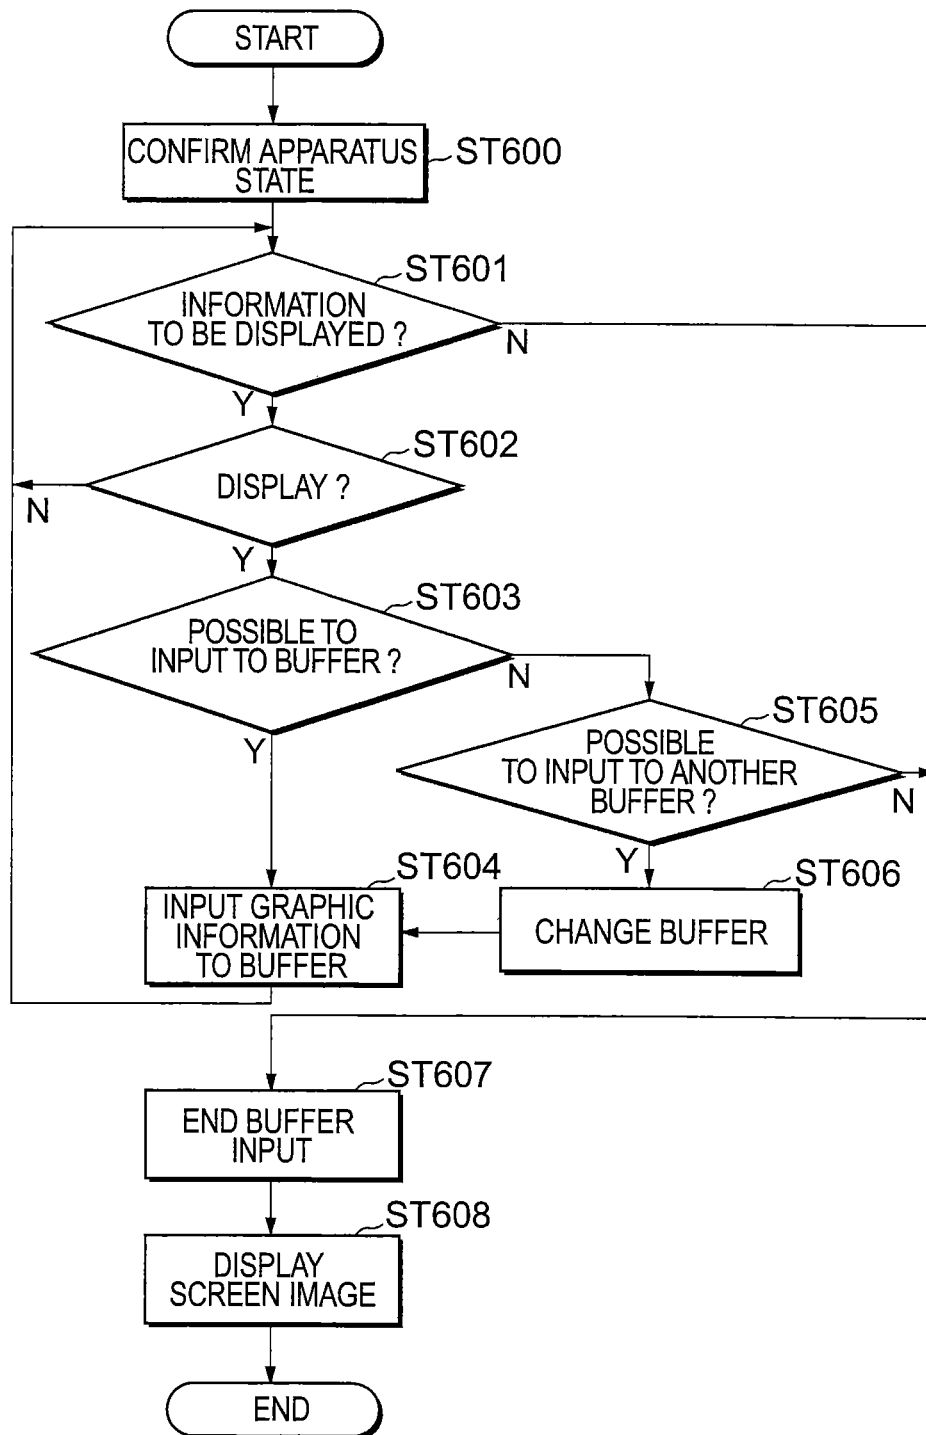 START
CONFIRM APPARATUS
STATE
ST600
ST601
INFORMATION
TO BE DISPLAYED ?
N
Y
ST602
DISPLAY ?
N
Y
ST603
POSSIBLE TO
INPUT TO BUFFER ?
N
Y
ST605
POSSIBLE
TO INPUT TO ANOTHER
BUFFER ?
N
Y
ST604
INPUT GRAPHIC
INFORMATION
TO BUFFER
ST606
CHANGE BUFFER
ST607
END BUFFER
INPUT
ST608
DISPLAY
SCREEN IMAGE
END